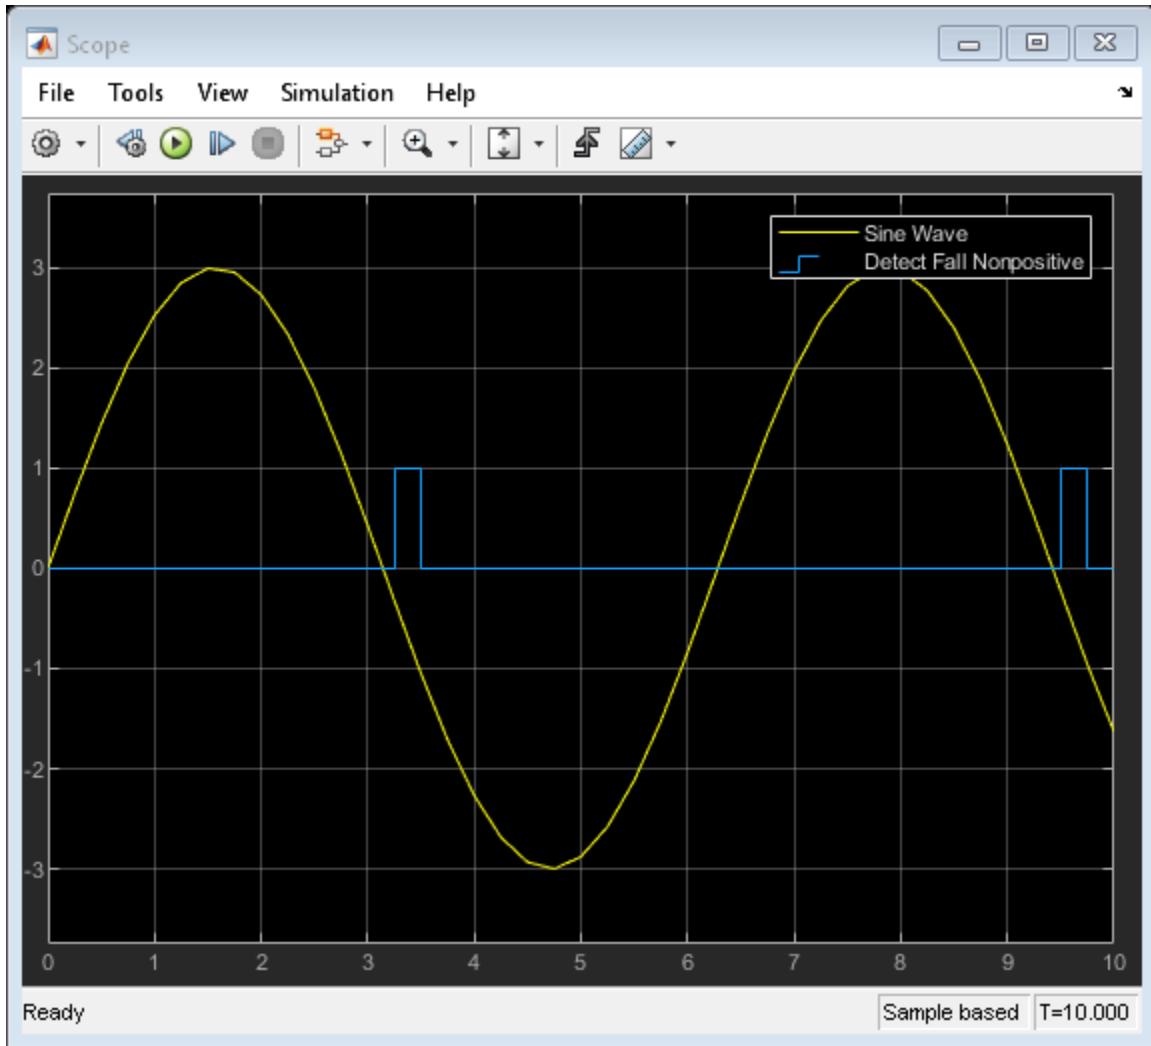 Scope
File Tools View Simulation Help
Sine Wave
Detect Fall Nonpositive
3
2
1
0
-1
-2
-3
0 1 2 3 4 5 6 7 8 9 10
Ready Sample based T=10.000